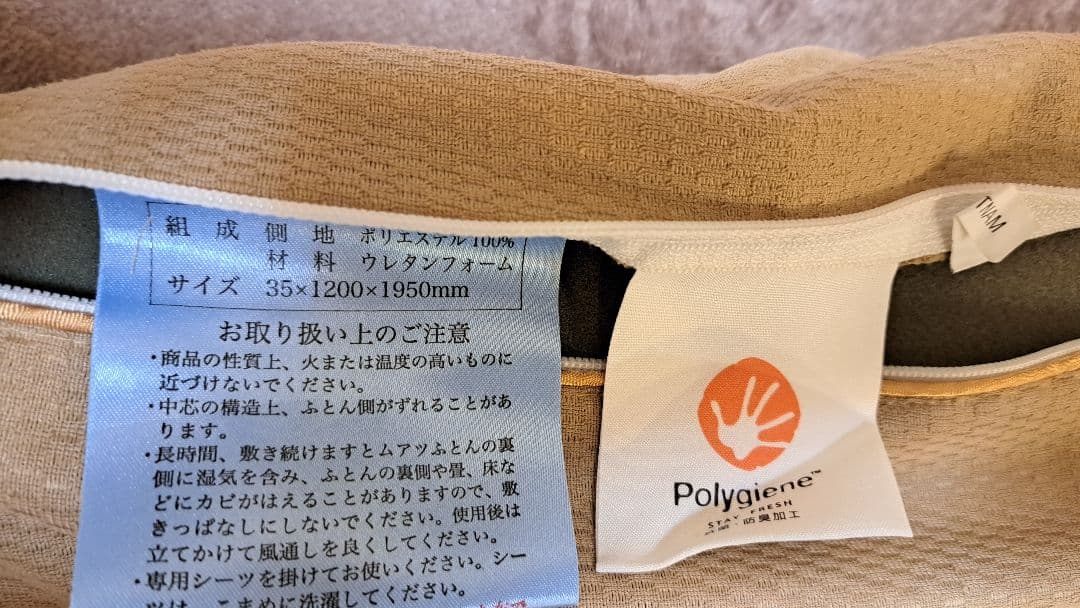 組成 側地 ポリエステル100%
材料 ウレタンフォーム
サイズ 35×1200×1950mm
お取り扱い上のご注意
・商品の性質上、火または温度の高いものに
近づけないでください。
・中芯の構造上、ふとん側がずれることがあ
ります。
・長時間、敷き続けますとムアツふとんの裏
側に湿気を含み、ふとんの裏側や畳、床な
どにカビがはえることがありますので、敷
きっぱなしにしないでください。使用後は
立てかけて風通しを良くしてください。
・専用シーツを掛けてお使いください。シー
ツは、こまめに洗濯してください。
Polygiene™
STAY FRESH
抗菌・防臭加工
TNAM